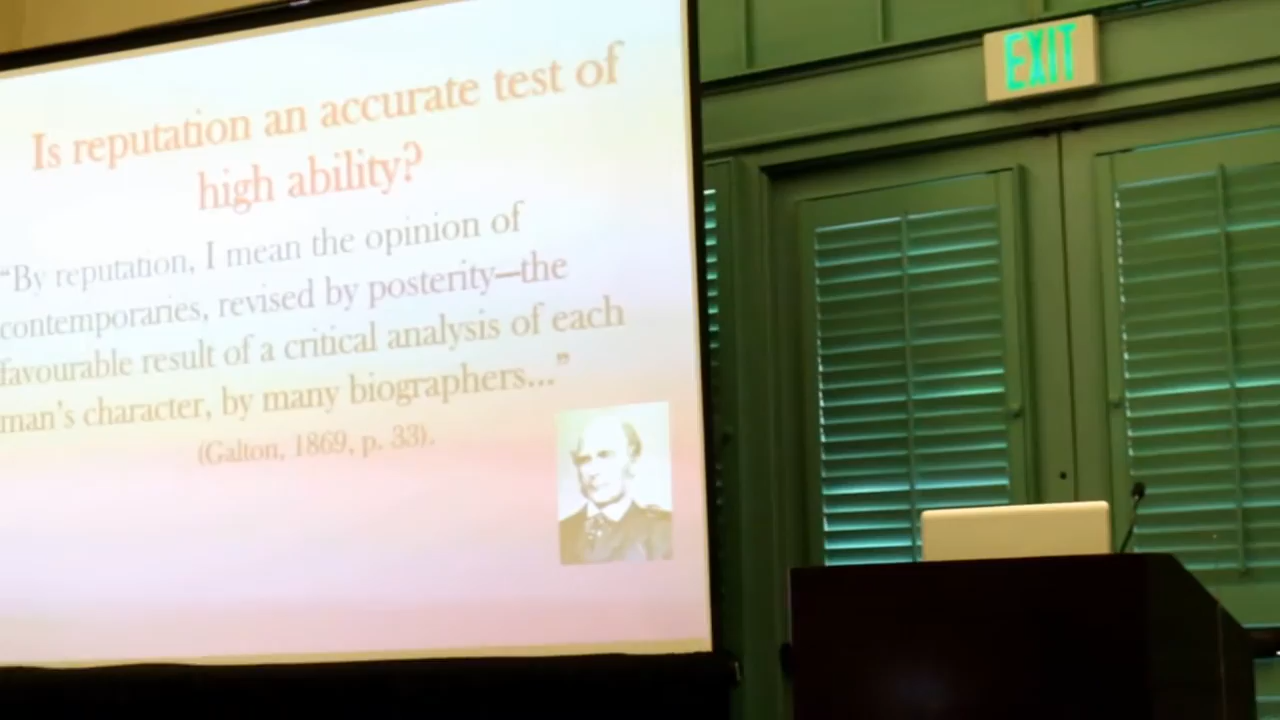 Is reputation an accurate test of
high ability?
“By reputation, I mean the opinion of
contemporaries, revised by posterity—the
favourable result of a critical analysis of each
man's character, by many biographers...”
(Galton, 1869, p. 33).
EXIT